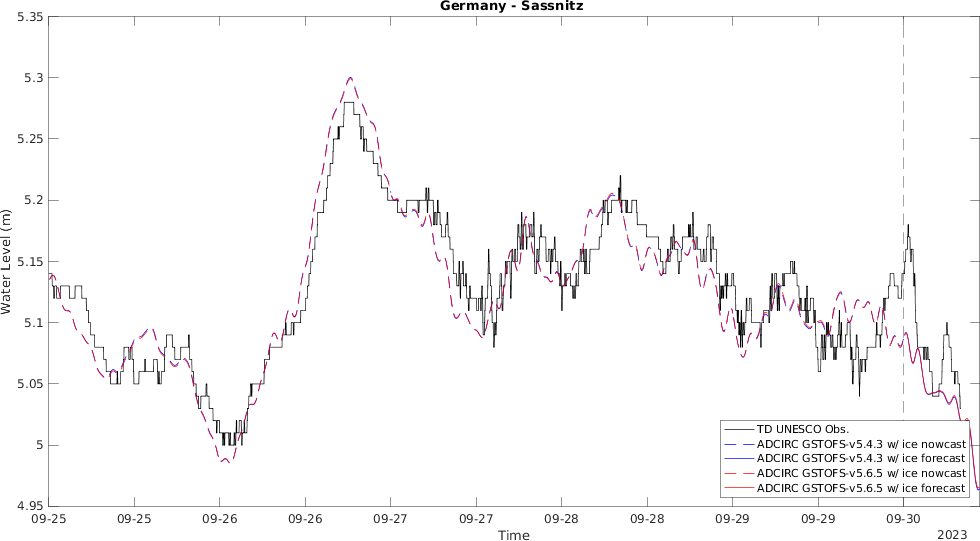 Germany - Sassnitz
5.35
5.3
5.25
5.2
5.15
5.1
5.05
5
4.95
Water Level (m)
09-25
09-25
09-26
09-26
09-27
09-27
09-28
09-28
09-29
09-29
09-30
2023
Time
TD UNESCO Obs.
ADCIRC GSTOFS-v5.4.3 w/ ice nowcast
ADCIRC GSTOFS-v5.4.3 w/ ice forecast
ADCIRC GSTOFS-v5.6.5 w/ ice nowcast
ADCIRC GSTOFS-v5.6.5 w/ ice forecast